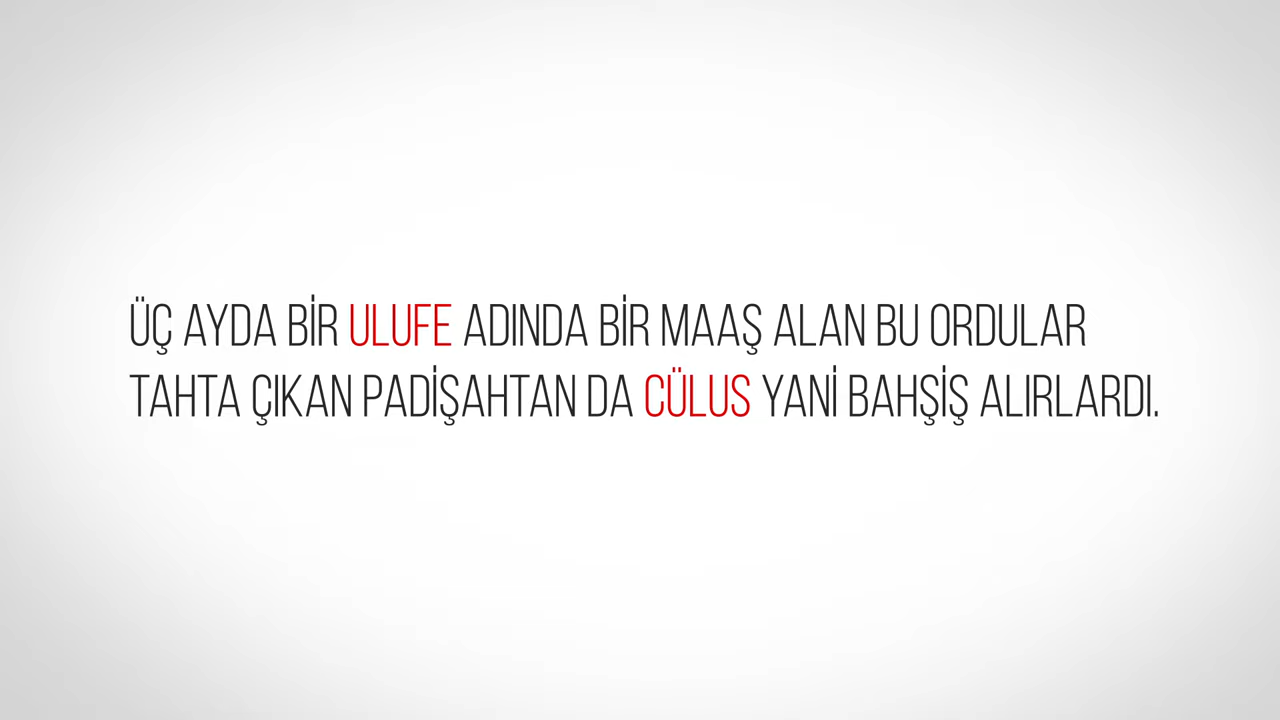 ÜÇ AYDA BİR ULUFE ADINDA BİR MAAŞ ALAN BU ORDULAR
TAHTA ÇIKAN PADİŞAHTAN DA CÜLUS YANİ BAHŞİŞ ALIRLARDI.